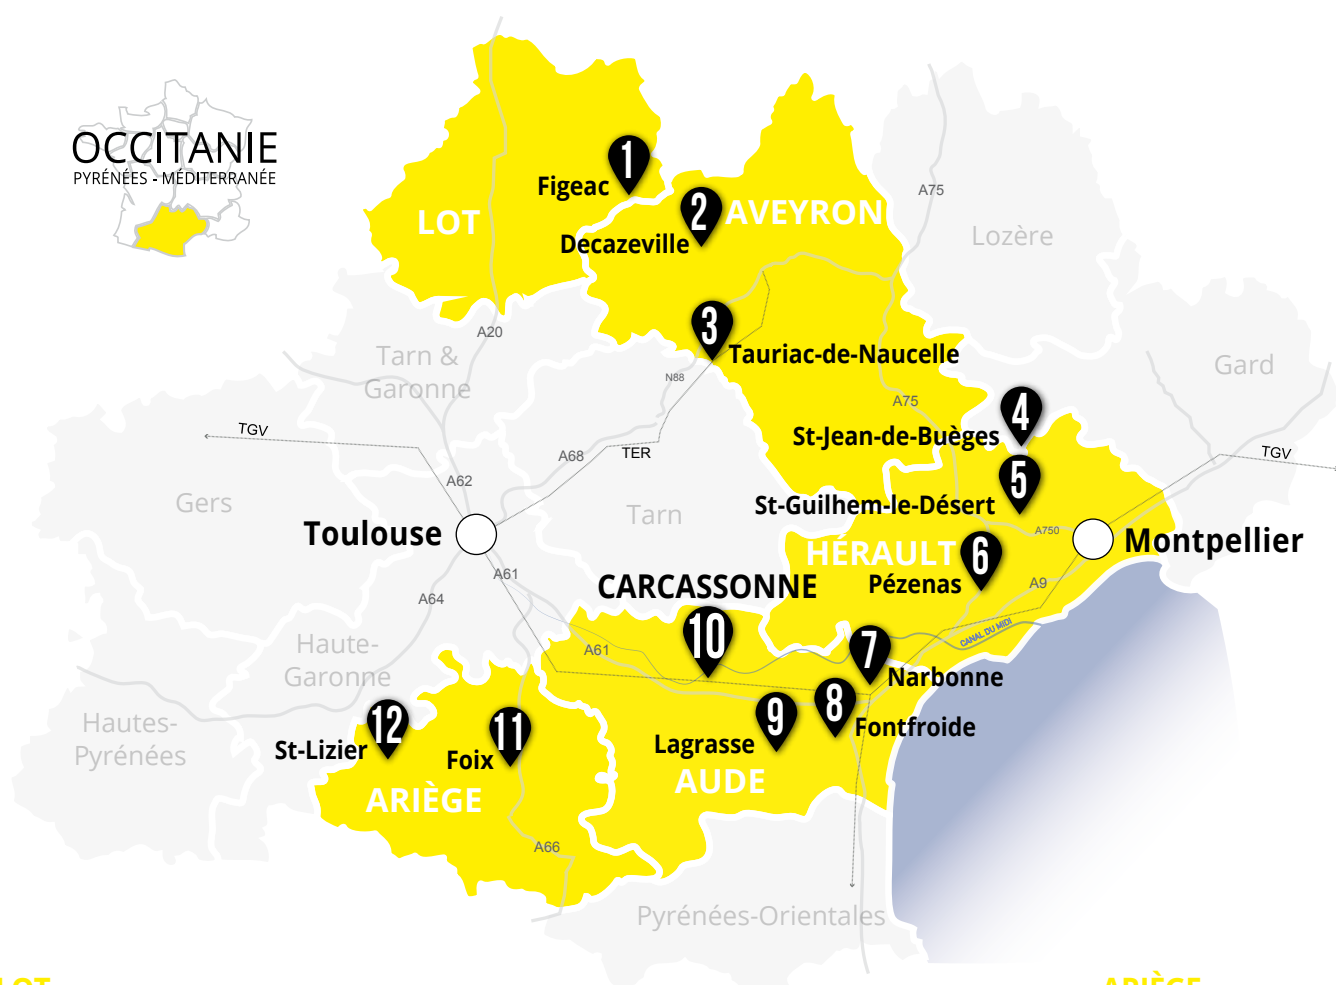 OCCITANIE
PYRÉNÉES - MÉDITERRANÉE
1
Figeac
LOT
2
AVEYRON
Decazeville
A75
Lozère
3
Tauriac-de-Naucelle
A20
Tarn &
Garonne
N88
Gard
A75
4
St-Jean-de-Buèges
TGV
A68
TER
TGV
A62
Gers
5
St-Guilhem-le-Désert
Tarn
Toulouse
A750
Montpellier
HÉRAULT
6
Pézenas
A61
A64
CARCASSONNE
A9
10
CANAL DU MIDI
Haute-
Garonne
A61
7
Narbonne
8
Fontfroide
9
Lagrasse
AUDE
Hautes-
Pyrénées
12
St-Lizier
11
Foix
ARIÈGE
A66
Pyrénées-Orientales
LOT
ARIÈGE